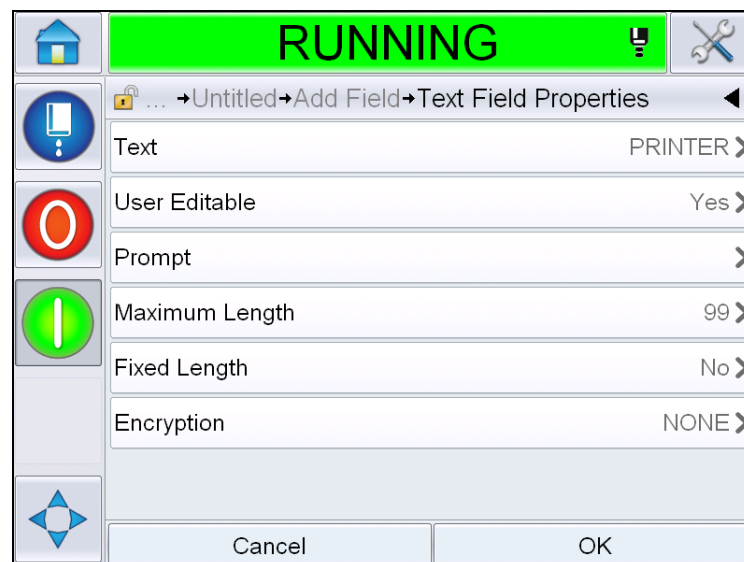 RUNNING
... →Untitled→Add Field→Text Field Properties
Text PRINTER
User Editable Yes
Prompt
Maximum Length 99
Fixed Length No
Encryption NONE
Cancel OK